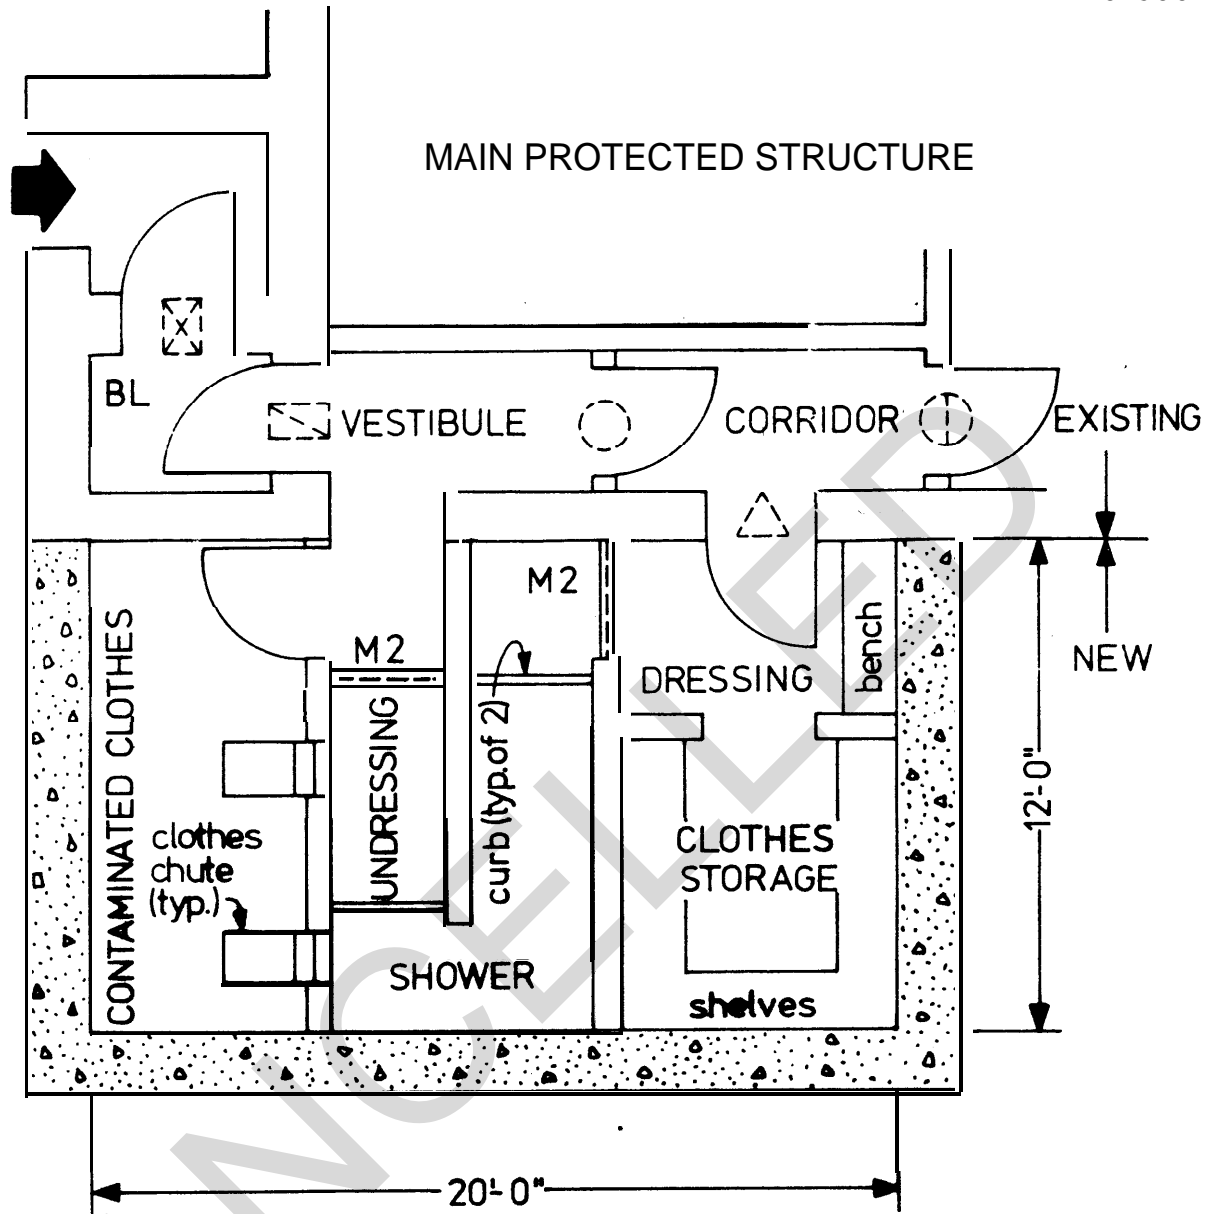 MAIN PROTECTED STRUCTURE
BL
VESTIBULE
CORRIDOR
EXISTING
NEW
M2
M2
CONTAMINATED CLOTHES
UNDRESSING
curb (typ. of 2)
DRESSING
bench
clothes
chute
(typ.)
CLOTHES
STORAGE
SHOWER
shelves
12'-0"
20'-0"
NCELLED